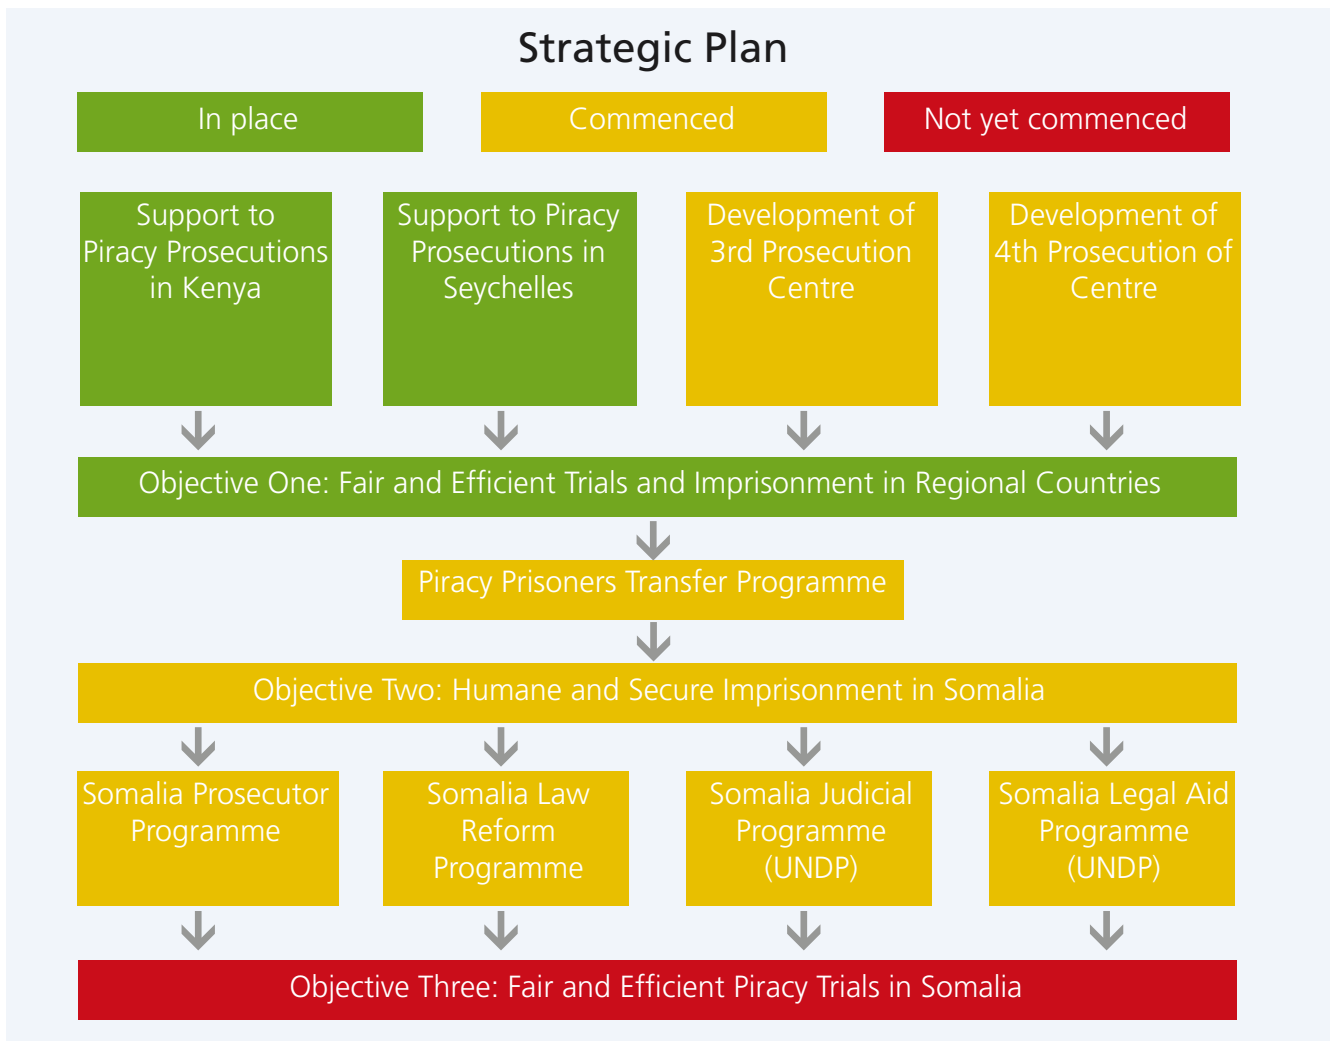 Strategic Plan
In place
Commenced
Not yet commenced
Support to
Piracy Prosecutions
in Kenya
Support to Piracy
Prosecutions in
Seychelles
Development of
3rd Prosecution
Centre
Development of
4th Prosecution of
Centre
Objective One: Fair and Efficient Trials and Imprisonment in Regional Countries
Piracy Prisoners Transfer Programme
Objective Two: Humane and Secure Imprisonment in Somalia
Somalia Prosecutor
Programme
Somalia Law
Reform
Programme
Somalia Judicial
Programme
(UNDP)
Somalia Legal Aid
Programme
(UNDP)
Objective Three: Fair and Efficient Piracy Trials in Somalia